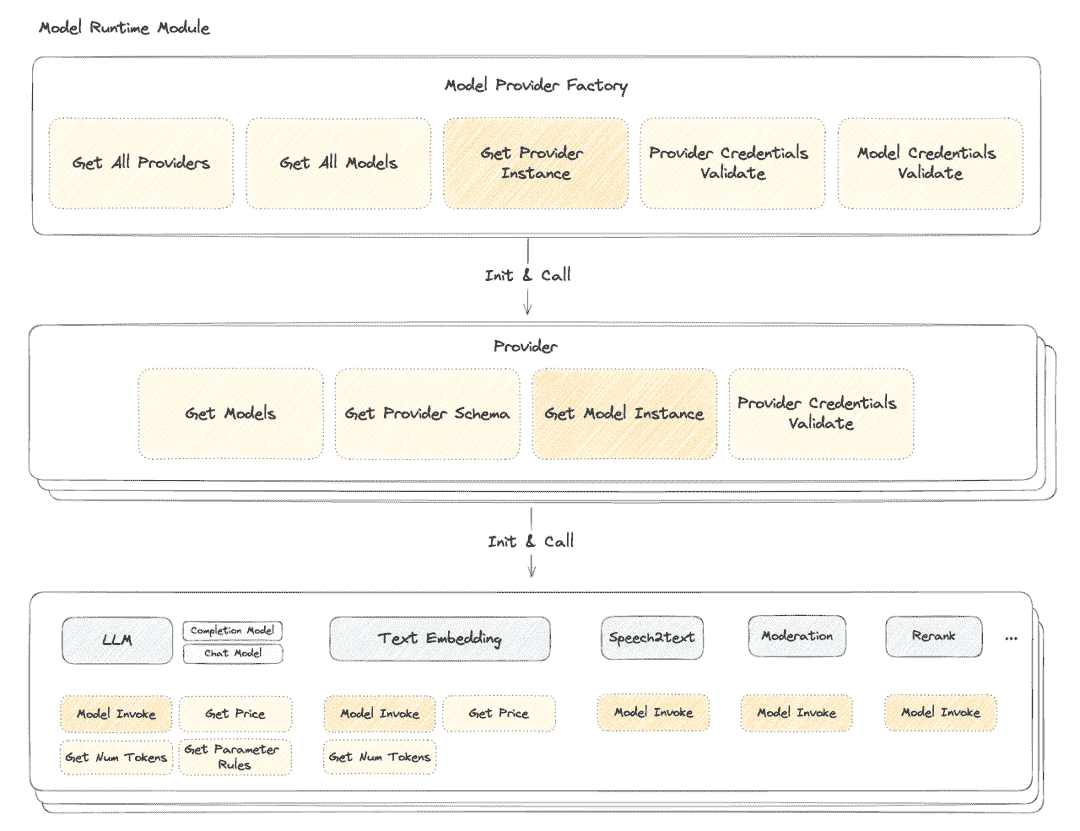 Model Runtime Module
Model Provider Factory
Get All Providers
Get All Models
Get Provider
Instance
Provider Credentials
Validate
Model Credentials
Validate
Init & Call
Provider
Get Models
Get Provider Schema
Get Model Instance
Provider Credentials
Validate
Init & Call
LLM
Completion Model
Chat Model
Text Embedding
Speech2text
Moderation
Rerank
...
Model Invoke
Get Price
Get Num Tokens
Get Parameter
Rules
Model Invoke
Get Price
Get Num Tokens
Model Invoke
Model Invoke
Model Invoke